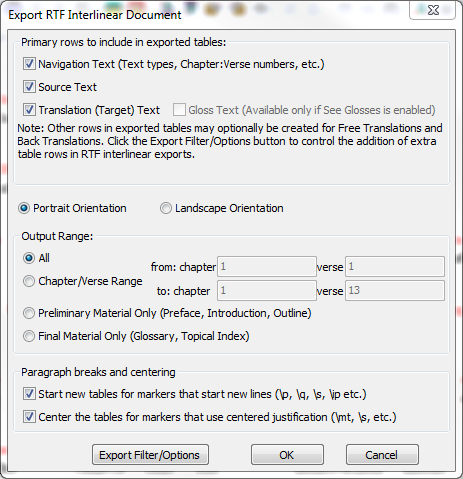 Export RTF Interlinear Document
Primary rows to include in exported tables:
Navigation Text (Text types, Chapter:Verse numbers, etc.)
Source Text
Translation (Target) Text Gloss Text (Available only if See Glosses is enabled)
Note: Other rows in exported tables may optionally be created for Free Translations and
Back Translations. Click the Export Filter/Options button to control the addition of extra
table rows in RTF interlinear exports.
Portrait Orientation Landscape Orientation
Output Range:
All
from: chapter 1 verse 1
Chapter/Verse Range
to: chapter 1 verse 13
Preliminary Material Only (Preface, Introduction, Outline)
Final Material Only (Glossary, Topical Index)
Paragraph breaks and centering
Start new tables for markers that start new lines (\p, \q, \s, \ip etc.)
Center the tables for markers that use centered justification (\mt, \s, etc.)
Export Filter/Options OK Cancel